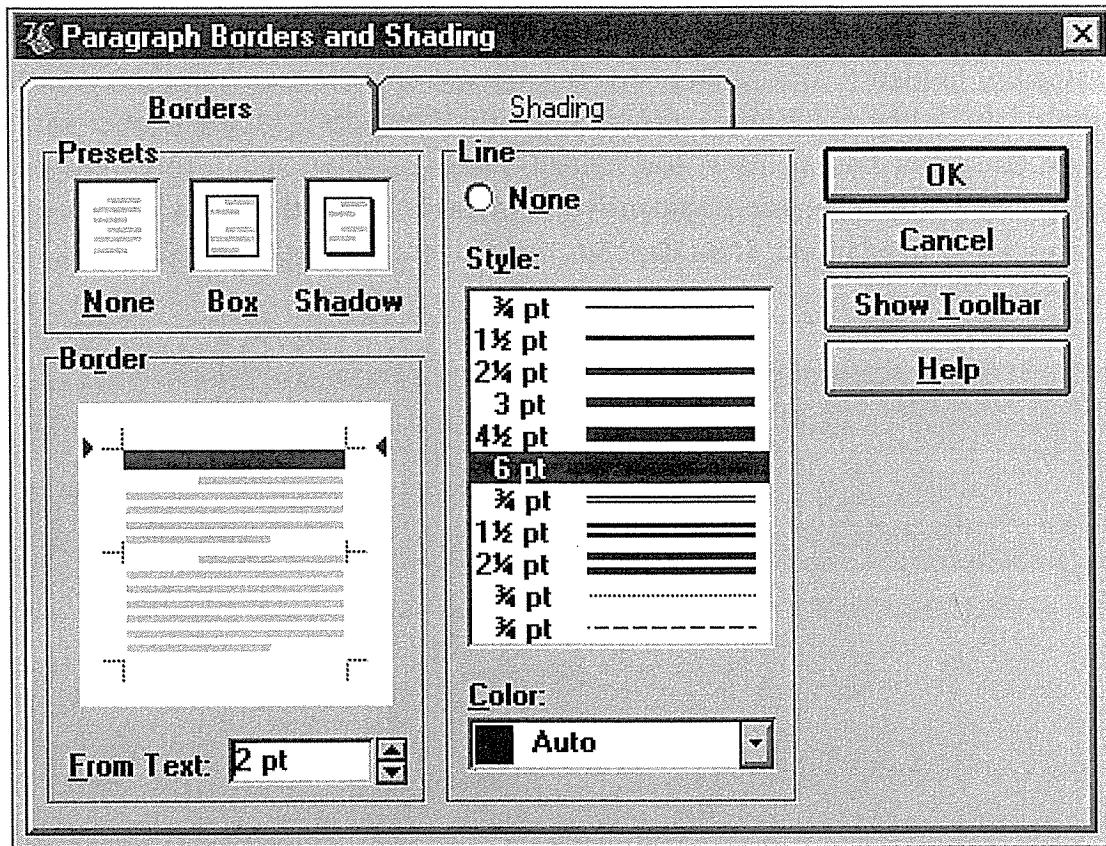 Paragraph Borders and Shading
Borders
Shading
Presets
None
Box
Shadow
Border
From Text: 2 pt
Line
None
Style:
¾ pt
1½ pt
2¼ pt
3 pt
4½ pt
6 pt
¾ pt
1½ pt
2¼ pt
¾ pt
¾ pt
Color:
Auto
OK
Cancel
Show Toolbar
Help